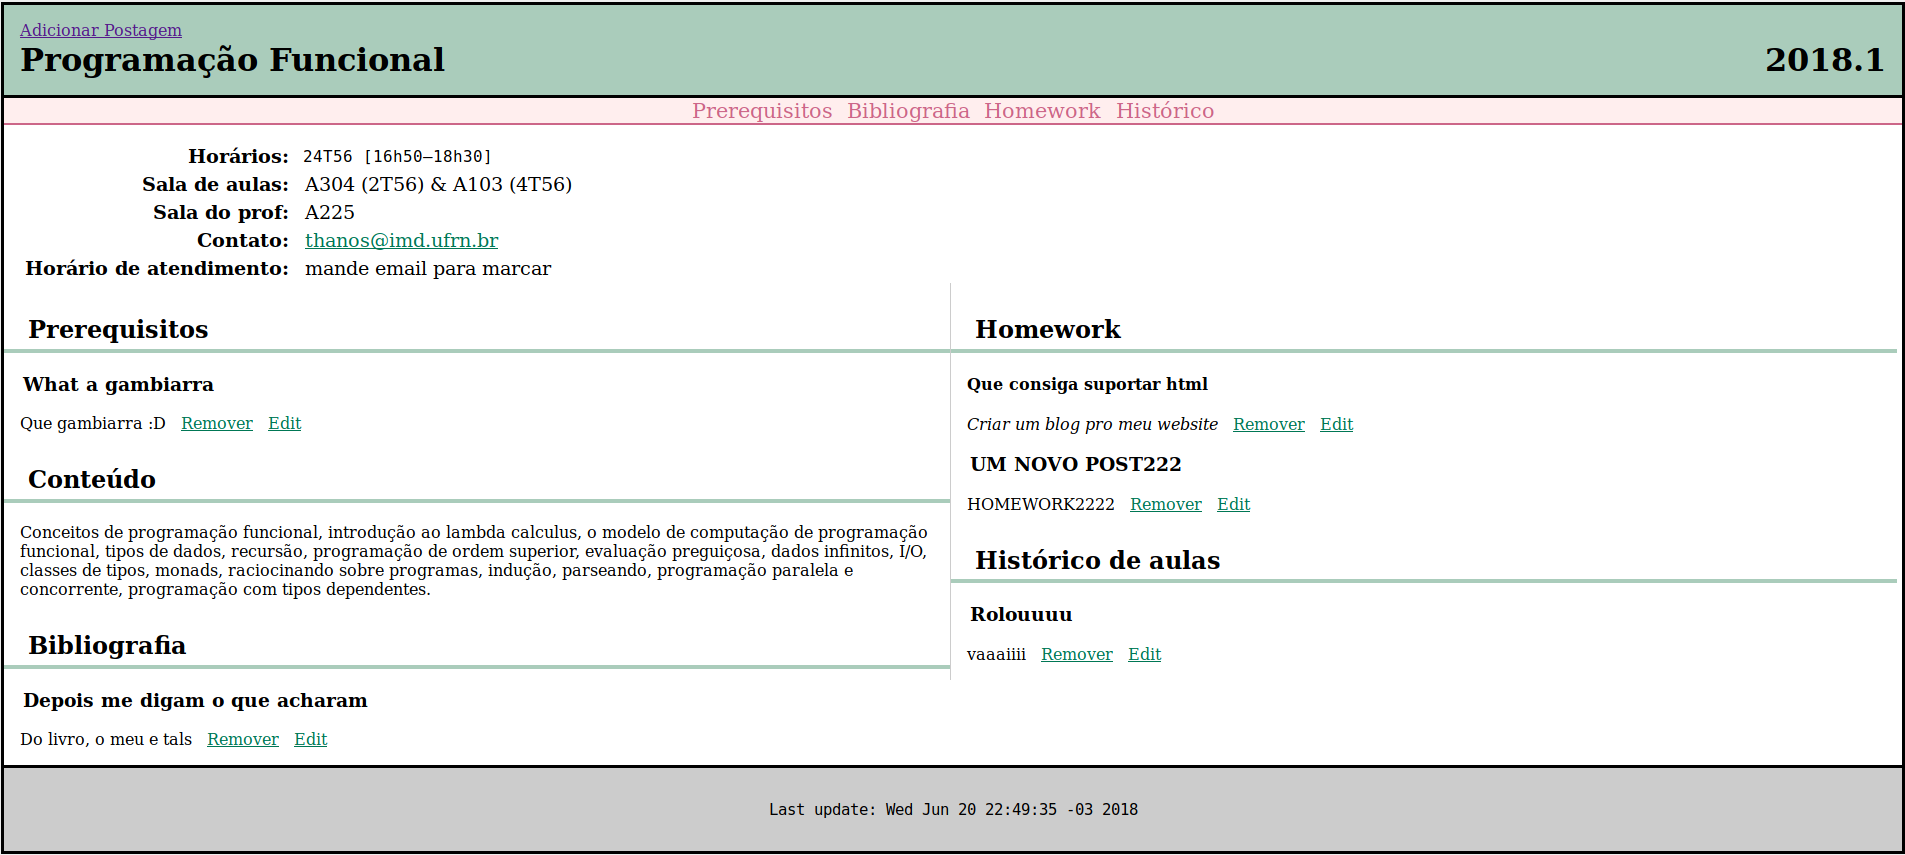 Adicionar Postagem
Programação Funcional 2018.1
Prerequisitos Bibliografia Homework Histórico
Horários: 24T56 [16h50–18h30]
Sala de aulas: A304 (2T56) & A103 (4T56)
Sala do prof: A225
Contato: thanos@imd.ufrn.br
Horário de atendimento: mande email para marcar
Prerequisitos
What a gambiarra
Que gambiarra :D Remover Edit
Conteúdo
Conceitos de programação funcional, introdução ao lambda calculus, o modelo de computação de programação
funcional, tipos de dados, recursão, programação de ordem superior, evaluação preguiçosa, dados infinitos, I/O,
classes de tipos, monads, raciocinando sobre programas, indução, parseando, programação paralela e
concorrente, programação com tipos dependentes.
Bibliografia
Depois me digam o que acharam
Do livro, o meu e tals Remover Edit
Homework
Que consiga suportar html
Criar um blog pro meu website Remover Edit
UM NOVO POST222
HOMEWORK2222 Remover Edit
Histórico de aulas
Rolouuuu
vaaaiiii Remover Edit
Last update: Wed Jun 20 22:49:35 -03 2018